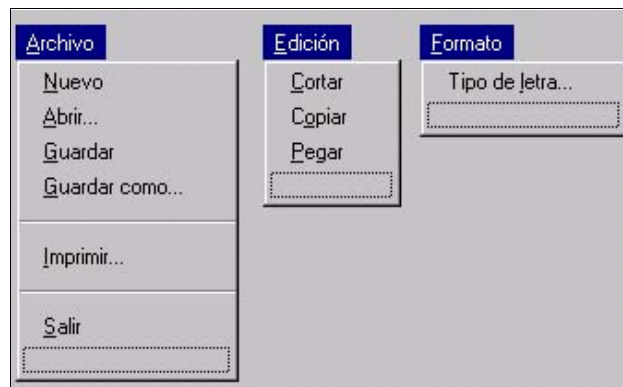 Archivo
Nuevo
Abrir...
Guardar
Guardar como...
Imprimir...
Salir
Edición
Cortar
Copiar
Pegar
Formato
Tipo de letra...